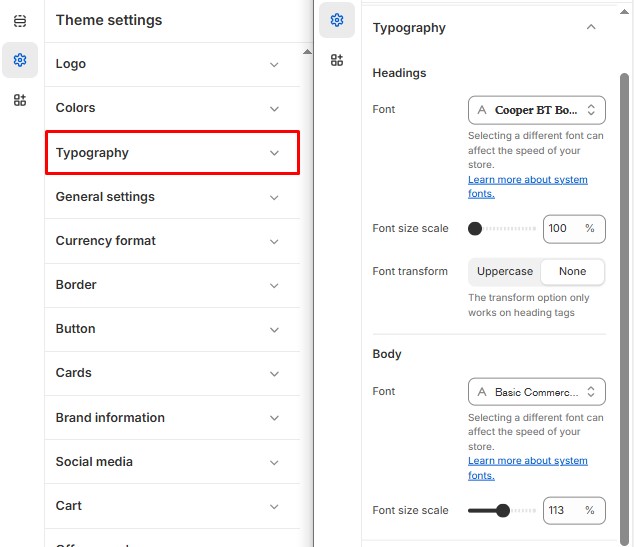 Theme settings
Logo
Colors
Typography
General settings
Currency format
Border
Button
Cards
Brand information
Social media
Cart
Typography
Headings
Font
Cooper BT Bo...
Selecting a different font can
affect the speed of your
store.
Learn more about system
fonts.
Font size scale
100 %
Font transform
Uppercase None
The transform option only
works on heading tags
Body
Font
Basic Commerc...
Selecting a different font can
affect the speed of your
store.
Learn more about system
fonts.
Font size scale
113 %